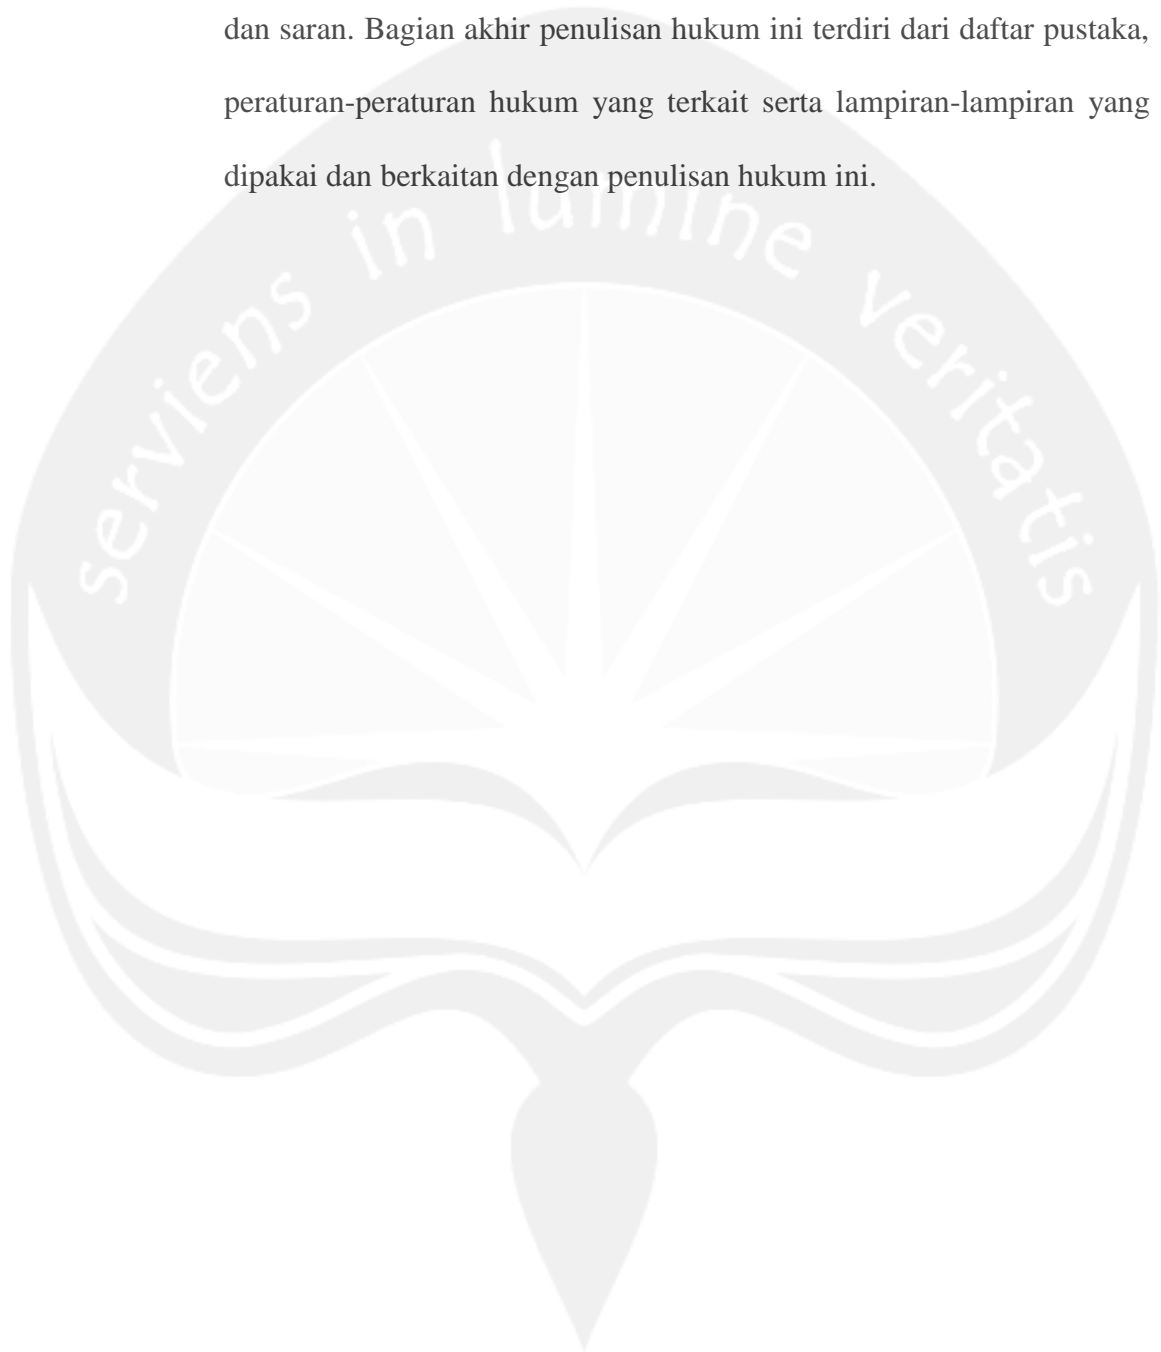 dan saran. Bagian akhir penulisan hukum ini terdiri dari daftar pustaka,
peraturan-peraturan hukum yang terkait serta lampiran-lampiran yang
dipakai dan berkaitan dengan penulisan hukum ini.
serviens in lumine veritatis